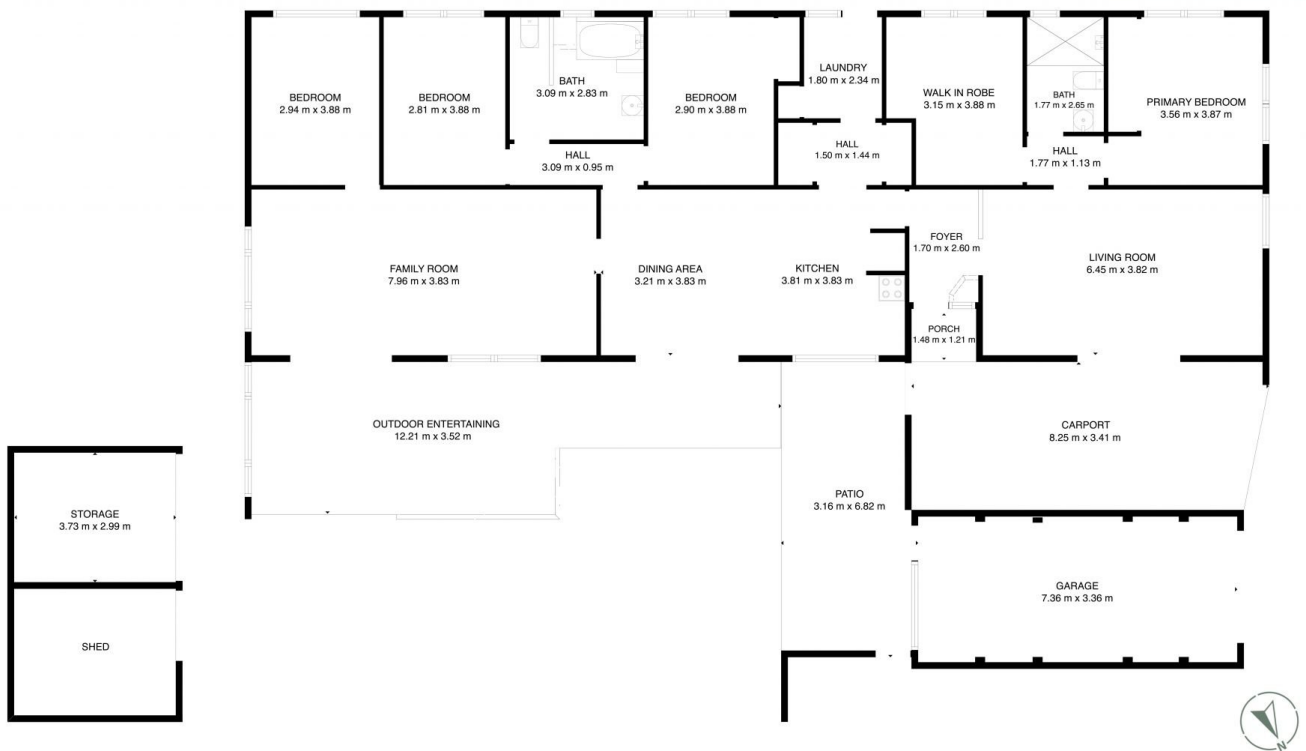 BEDROOM
2.94 m x 3.88 m
BEDROOM
2.81 m x 3.88 m
BATH
3.09 m x 2.83 m
HALL
3.09 m x 0.95 m
BEDROOM
2.90 m x 3.88 m
LAUNDRY
1.80 m x 2.34 m
HALL
1.50 m x 1.44 m
WALK IN ROBE
3.15 m x 3.88 m
BATH
1.77 m x 2.65 m
HALL
1.77 m x 1.13 m
PRIMARY BEDROOM
3.56 m x 3.87 m
FAMILY ROOM
7.96 m x 3.83 m
DINING AREA
3.21 m x 3.83 m
KITCHEN
3.81 m x 3.83 m
FOYER
1.70 m x 2.60 m
LIVING ROOM
6.45 m x 3.82 m
PORCH
1.48 m x 1.21 m
OUTDOOR ENTERTAINING
12.21 m x 3.52 m
CARPORT
8.25 m x 3.41 m
STORAGE
3.73 m x 2.99 m
PATIO
3.16 m x 6.82 m
GARAGE
7.36 m x 3.36 m
SHED
N